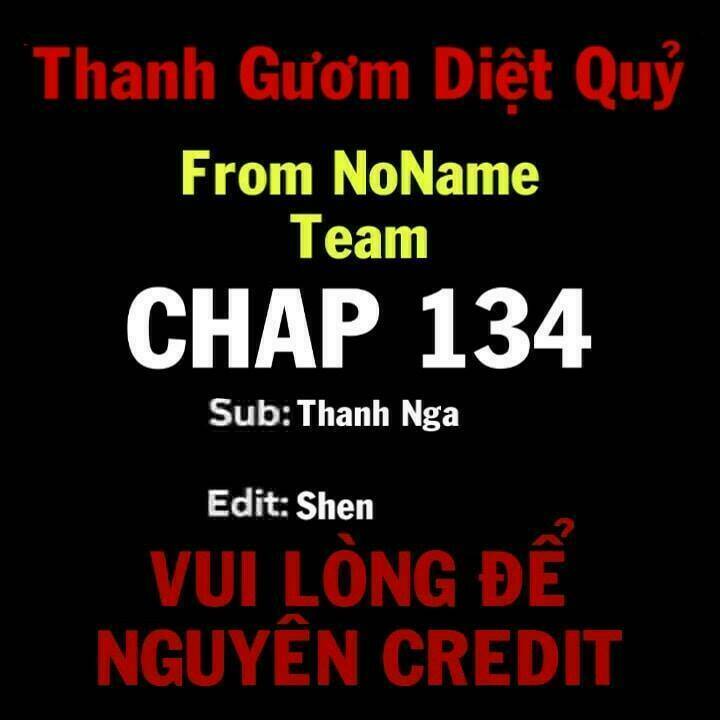 Thanh Gươm Diệt Quỷ
From NoName
Team
CHAP 134
Sub: Thanh Nga
Edit: Shen
VUI LÒNG ĐỂ
NGUYÊN CREDIT